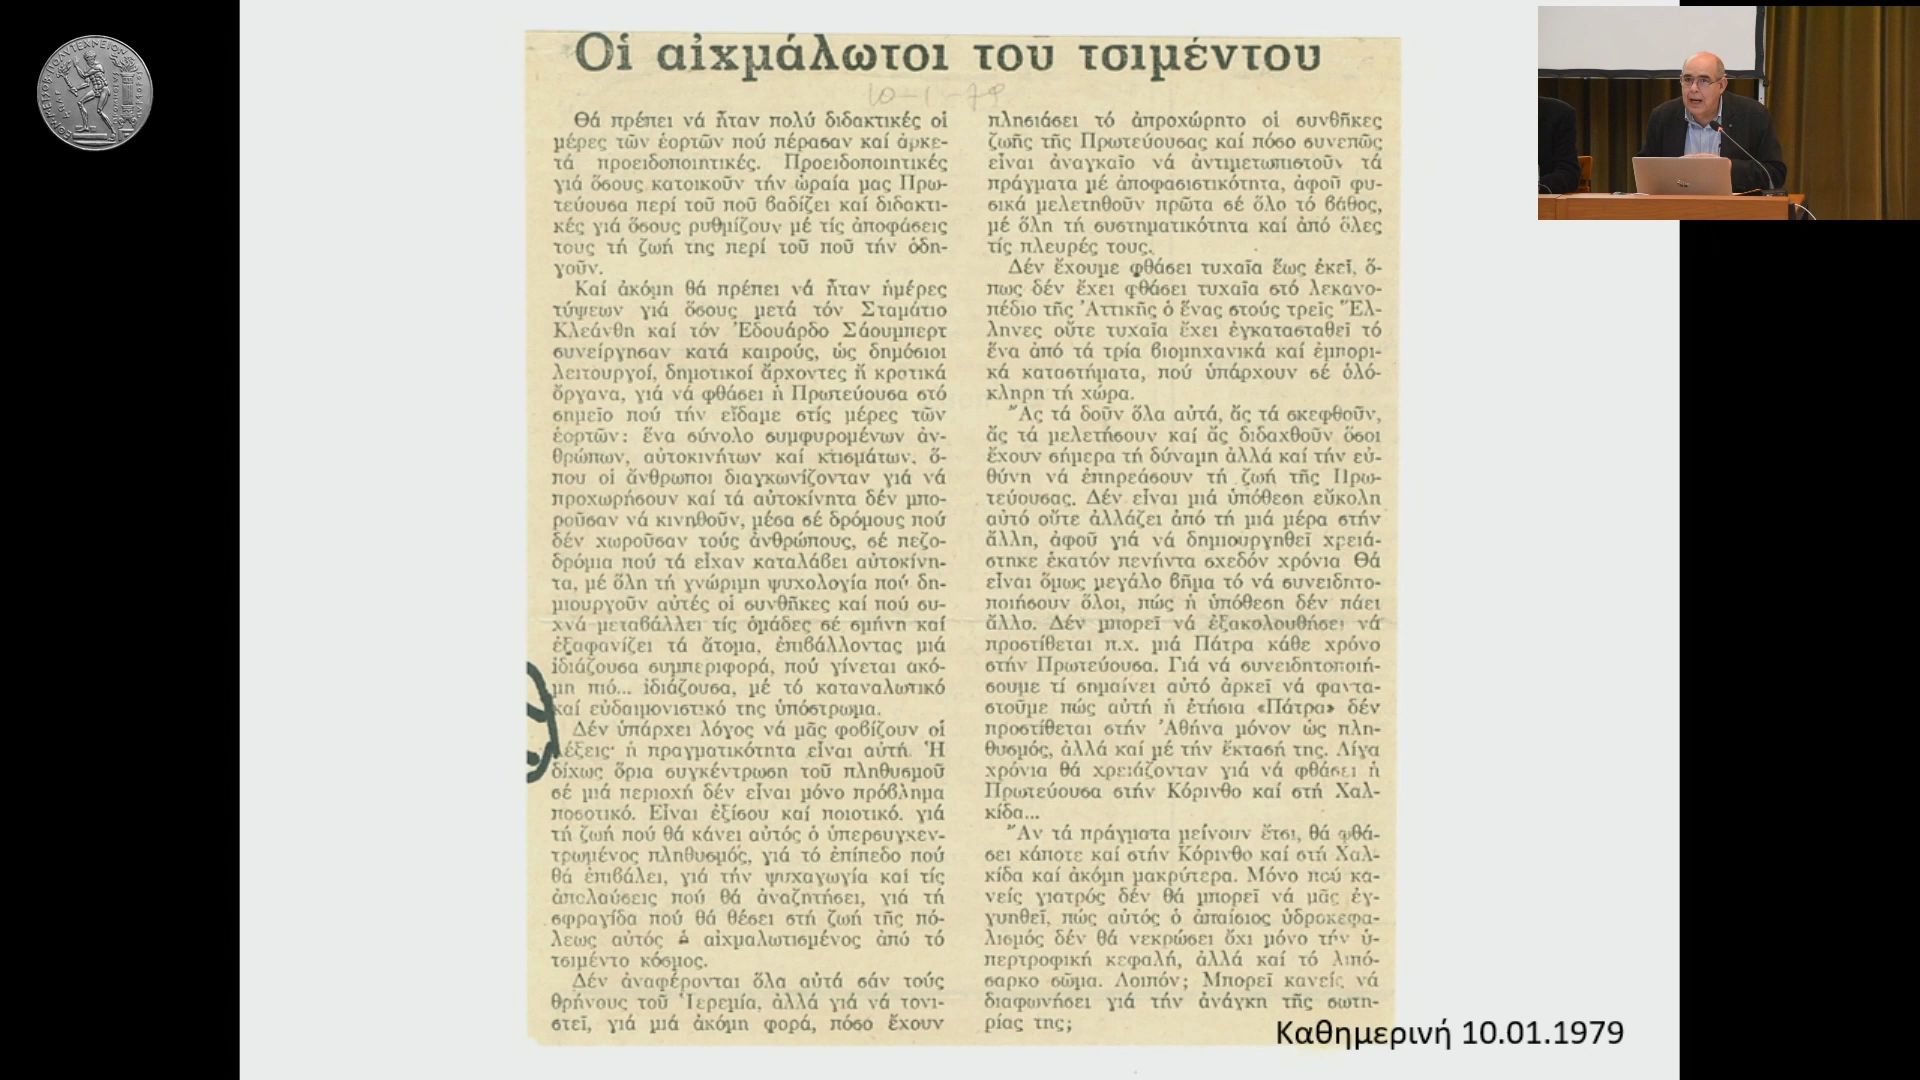 Οἱ αἰχμάλωτοι τοῦ τσιμέντου
10-1-79
Θά πρέπει νά ἦταν πολύ διδακτικές οἱ
μέρες τῶν ἑορτῶν πού πέρασαν καί ἀρκε-
τά προειδοποιητικές. Προειδοποιητικές
γιά ὅσους κατοικοῦν τήν ὡραία μας Πρω-
τεύουσα περί τοῦ ποῦ βαδίζει καί διδακτι-
κές γιά ὅσους ρυθμίζουν μέ τίς ἀποφάσεις
τους τή ζωή της περί τοῦ ποῦ τήν ὁδη-
γοῦν.
Καί ἀκόμη θά πρέπει νά ἦταν ἡμέρες
τύψεων γιά ὅσους μετά τόν Σταμάτιο
Κλεάνθη καί τόν Ἐδουάρδο Σάουμπερτ
συνείργησαν κατά καιρούς, ὡς δημόσιοι
λειτουργοί, δημοτικοί ἄρχοντες ἤ κρατικά
ὄργανα, γιά νά φθάσει ἡ Πρωτεύουσα στό
σημεῖο πού τήν εἴδαμε στίς μέρες τῶν
ἑορτῶν: ἕνα σύνολο συμφυρομένων ἀν-
θρώπων, αὐτοκινήτων καί κτισμάτων, ὅ-
που οἱ ἄνθρωποι διαγκωνίζονταν γιά νά
προχωρήσουν καί τά αὐτοκίνητα δέν μπο-
ροῦσαν νά κινηθοῦν, μέσα σέ δρόμους πού
δέν χωροῦσαν τούς ἀνθρώπους, σέ πεζο-
δρόμια πού τά εἶχαν καταλάβει αὐτοκίνη-
τα, μέ ὅλη τή γνώριμη ψυχολογία πού δη-
μιουργοῦν αὐτές οἱ συνθῆκες καί πού συ-
χνά μεταβάλλει τίς ὁμάδες σέ σμήνη καί
ἐξαφανίζει τά ἄτομα, ἐπιβάλλοντας μιά
ἰδιάζουσα συμπεριφορά, πού γίνεται ἀκό-
μη πιό... ἰδιάζουσα, μέ τό καταναλωτικό
καί εὐδαιμονιστικό της ὑπόστρωμα.
Δέν ὑπάρχει λόγος νά μᾶς φοβίζουν οἱ
λέξεις· ἡ πραγματικότητα εἶναι αὐτή. Ἡ
δίχως ὅρια συγκέντρωση τοῦ πληθυσμοῦ
σέ μιά περιοχή δέν εἶναι μόνο πρόβλημα
ποσοτικό. Εἶναι ἐξίσου καί ποιοτικό. γιά
τή ζωή πού θά κάνει αὐτός ὁ ὑπερσυγκεν-
τρωμένος πληθυσμός, γιά τό ἐπίπεδο πού
θά ἐπιβάλει, γιά τήν ψυχαγωγία καί τίς
ἀπολαύσεις πού θά ἀναζητήσει, γιά τή
σφραγίδα πού θά θέσει στή ζωή τῆς πό-
λεως αὐτός ὁ αἰχμαλωτισμένος ἀπό τό
τσιμέντο κόσμος.
Δέν ἀναφέρονται ὅλα αὐτά σάν τούς
θρήνους τοῦ Ἱερεμία, ἀλλά γιά νά τονι-
στεῖ, γιά μιά ἀκόμη φορά, πόσο ἔχουν
πλησιάσει τό ἀπροχώρητο οἱ συνθῆκες
ζωῆς τῆς Πρωτεύουσας καί πόσο συνεπῶς
εἶναι ἀναγκαῖο νά ἀντιμετωπιστοῦν τά
πράγματα μέ ἀποφασιστικότητα, ἀφοῦ φυ-
σικά μελετηθοῦν πρῶτα σέ ὅλο τό βάθος,
μέ ὅλη τή συστηματικότητα καί ἀπό ὅλες
τίς πλευρές τους.
Δέν ἔχουμε φθάσει τυχαῖα ἕως ἐκεῖ, ὅ-
πως δέν ἔχει φθάσει τυχαῖα στό λεκανο-
πέδιο τῆς Ἀττικῆς ὁ ἕνας στούς τρεῖς Ἕλ-
ληνες οὔτε τυχαῖα ἔχει ἐγκατασταθεῖ τό
ἕνα ἀπό τά τρία βιομηχανικά καί ἐμπορι-
κά καταστήματα, πού ὑπάρχουν σέ ὁλό-
κληρη τή χώρα.
Ἄς τά δοῦν ὅλα αὐτά, ἄς τά σκεφθοῦν,
ἄς τά μελετήσουν καί ἄς διδαχθοῦν ὅσοι
ἔχουν σήμερα τή δύναμη ἀλλά καί τήν εὐ-
θύνη νά ἐπηρεάσουν τή ζωή τῆς Πρω-
τεύουσας. Δέν εἶναι μιά ὑπόθεση εὔκολη
αὐτό οὔτε ἀλλάζει ἀπό τή μιά μέρα στήν
ἄλλη, ἀφοῦ γιά νά δημιουργηθεῖ χρειά-
στηκε ἑκατόν πενήντα σχεδόν χρόνια Θά
εἶναι ὅμως μεγάλο βῆμα τό νά συνειδητο-
ποιήσουν ὅλοι, πώς ἡ ὑπόθεση δέν πάει
ἄλλο. Δέν μπορεῖ νά ἐξακολουθήσει νά
προστίθεται π.χ. μιά Πάτρα κάθε χρόνο
στήν Πρωτεύουσα. Γιά νά συνειδητοποιή-
σουμε τί σημαίνει αὐτό ἀρκεῖ νά φαντα-
στοῦμε πώς αὐτή ἡ ἐτήσια «Πάτρα» δέν
προστίθεται στήν Ἀθήνα μόνον ὡς πλη-
θυσμός, ἀλλά καί μέ τήν ἔκτασή της. Λίγα
χρόνια θά χρειάζονταν γιά νά φθάσει ἡ
Πρωτεύουσα στήν Κόρινθο καί στή Χαλ-
κίδα...
Ἄν τά πράγματα μείνουν ἔτσι, θά φθά-
σει κάποτε καί στήν Κόρινθο καί στή Χαλ-
κίδα καί ἀκόμη μακρύτερα. Μόνο πού κα-
νείς γιατρός δέν θά μπορεῖ νά μᾶς ἐγ-
γυηθεῖ, πώς αὐτός ὁ ἀπαίσιος ὑδροκεφα-
λισμός δέν θά νεκρώσει ὄχι μόνο τήν ὑ-
περτροφική κεφαλή, ἀλλά καί τό λιπό-
σαρκο σῶμα. Λοιπόν; Μπορεῖ κανείς νά
διαφωνήσει γιά τήν ἀνάγκη τῆς σωτη-
ρίας της;
Καθημερινή 10.01.1979